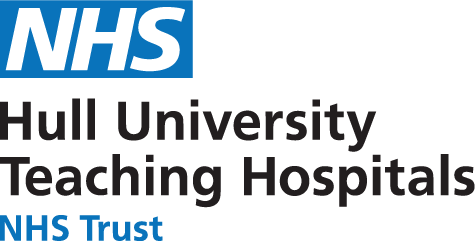 NHS
Hull University
Teaching Hospitals
NHS Trust